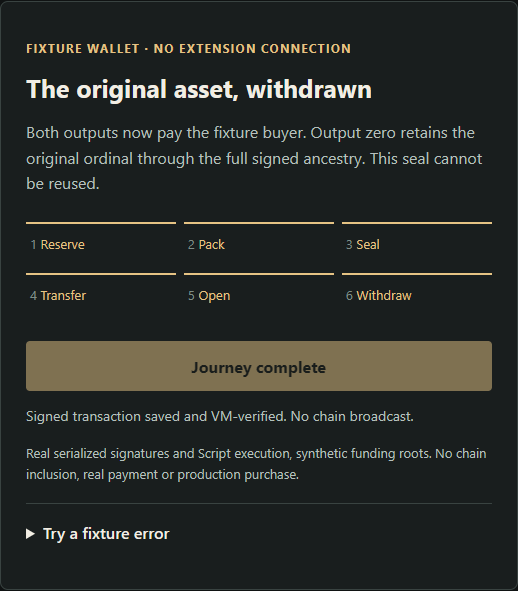 FIXTURE WALLET · NO EXTENSION CONNECTION
The original asset, withdrawn
Both outputs now pay the fixture buyer. Output zero retains the
original ordinal through the full signed ancestry. This seal cannot
be reused.
1 Reserve
2 Pack
3 Seal
4 Transfer
5 Open
6 Withdraw
Journey complete
Signed transaction saved and VM-verified. No chain broadcast.
Real serialized signatures and Script execution, synthetic funding roots. No chain
inclusion, real payment or production purchase.
Try a fixture error